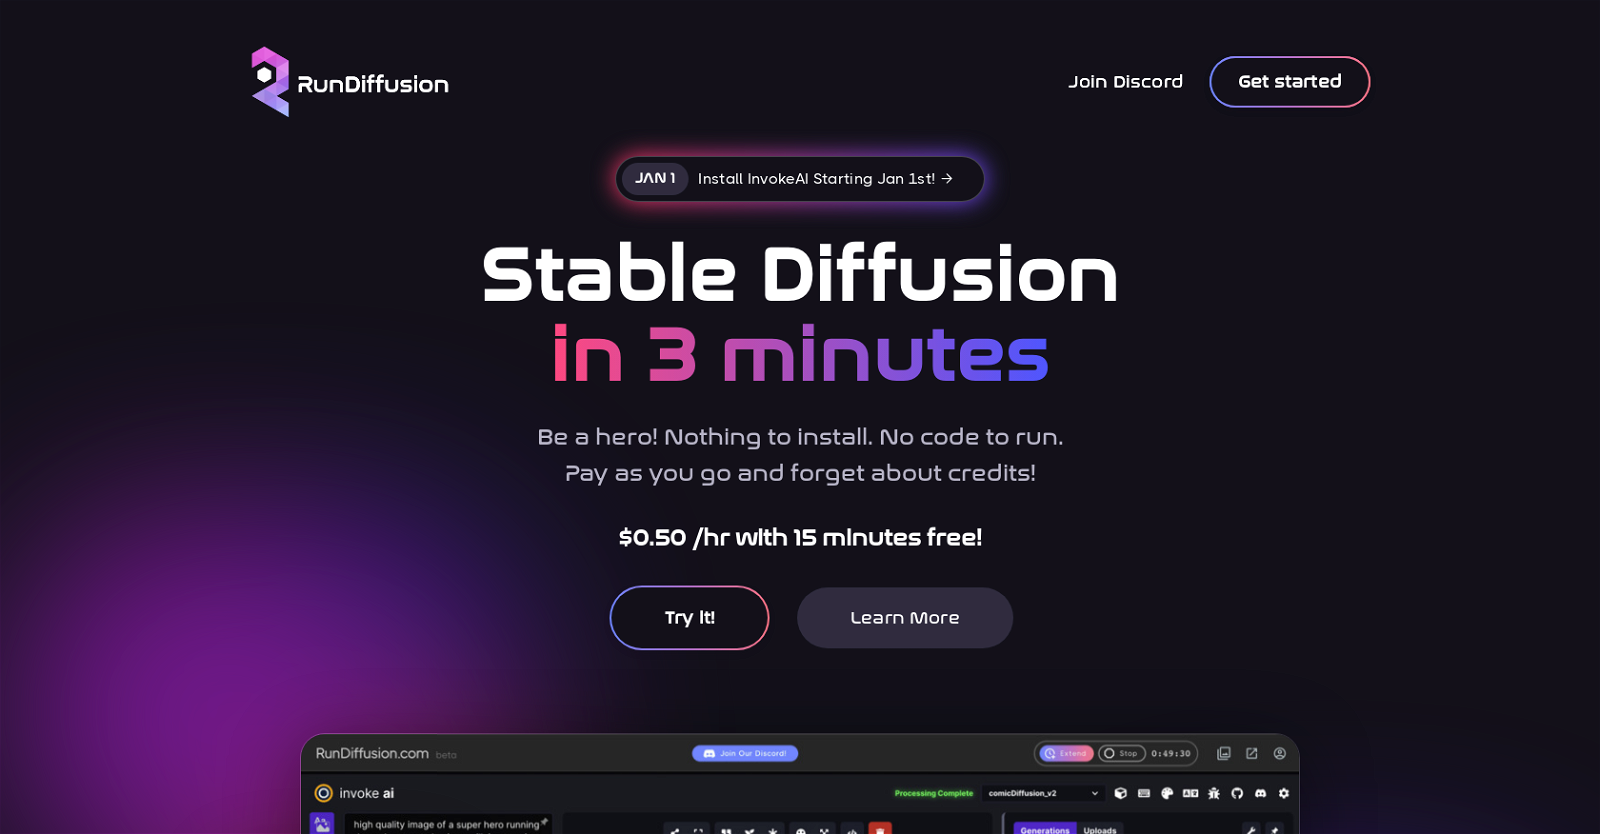 RunDiffusion
Join Discord
Get started
JAN 1 Install InvokeAI Starting Jan 1st! →
Stable Diffusion
in 3 minutes
Be a hero! Nothing to install. No code to run.
Pay as you go and forget about credits!
$0.50 /hr with 15 minutes free!
Try It!
Learn More
RunDiffusion.com beta
Join Our Discord!
Extend
Stop
0:49:30
invoke ai
Processing Complete
comicDiffusion_v2
high quality image of a super hero running
Generations
Uploads